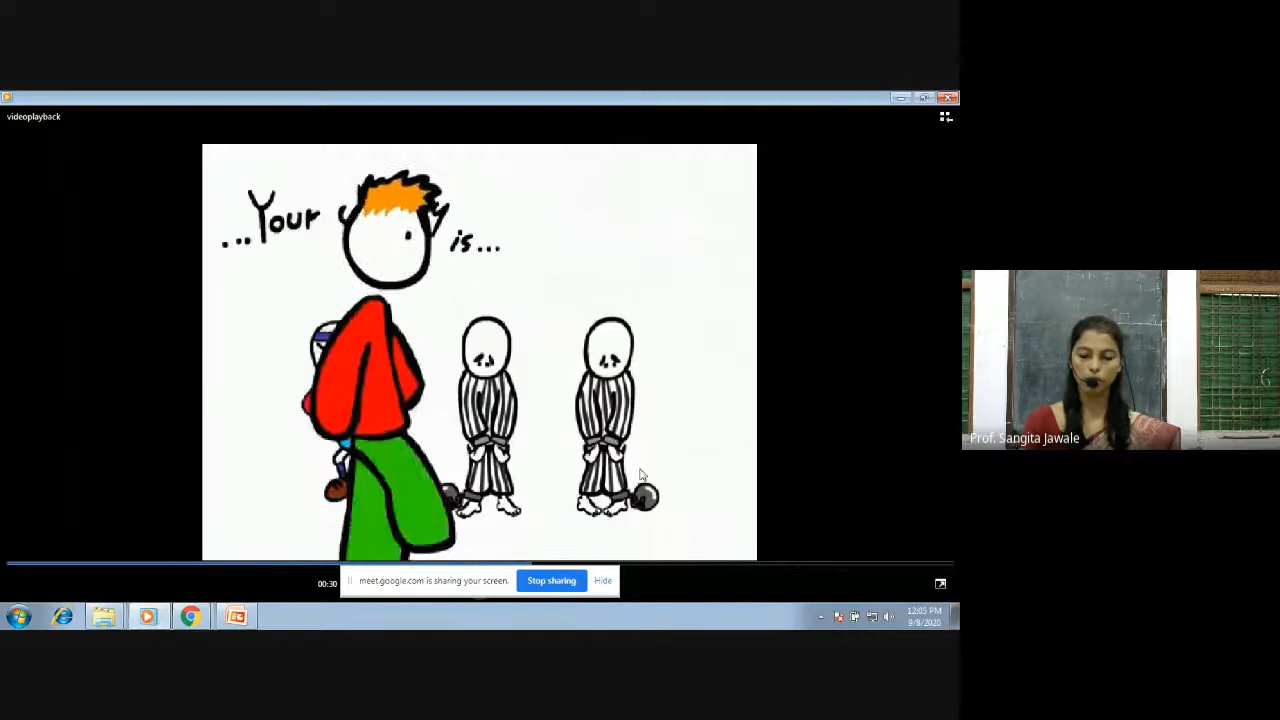 videoplayback
...Your is...
Prof. Sangita Jawale
00:30
meet.google.com is sharing your screen.
Stop sharing
Hide
12:05 PM
9/8/2020